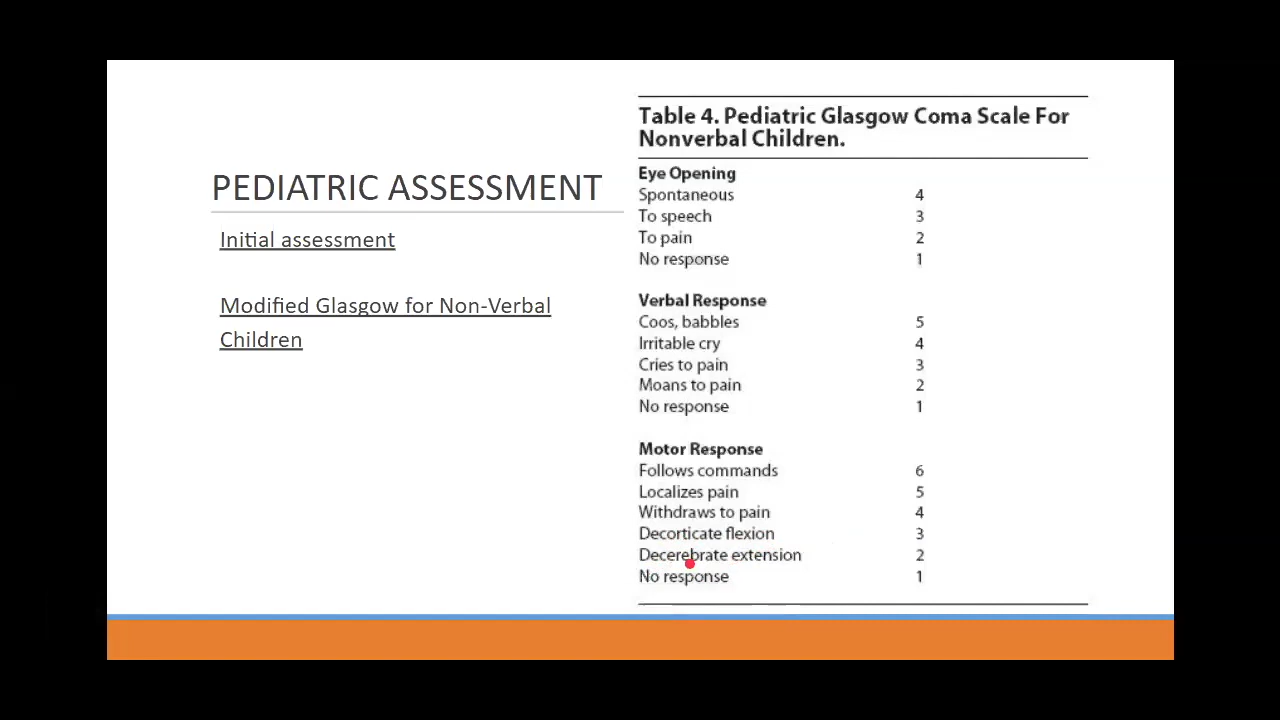 PEDIATRIC ASSESSMENT
Initial assessment
Modified Glasgow for Non-Verbal
Children
Table 4. Pediatric Glasgow Coma Scale For
Nonverbal Children.
Eye Opening
Spontaneous 4
To speech 3
To pain 2
No response 1
Verbal Response
Coos, babbles 5
Irritable cry 4
Cries to pain 3
Moans to pain 2
No response 1
Motor Response
Follows commands 6
Localizes pain 5
Withdraws to pain 4
Decorticate flexion 3
Decerebrate extension 2
No response 1